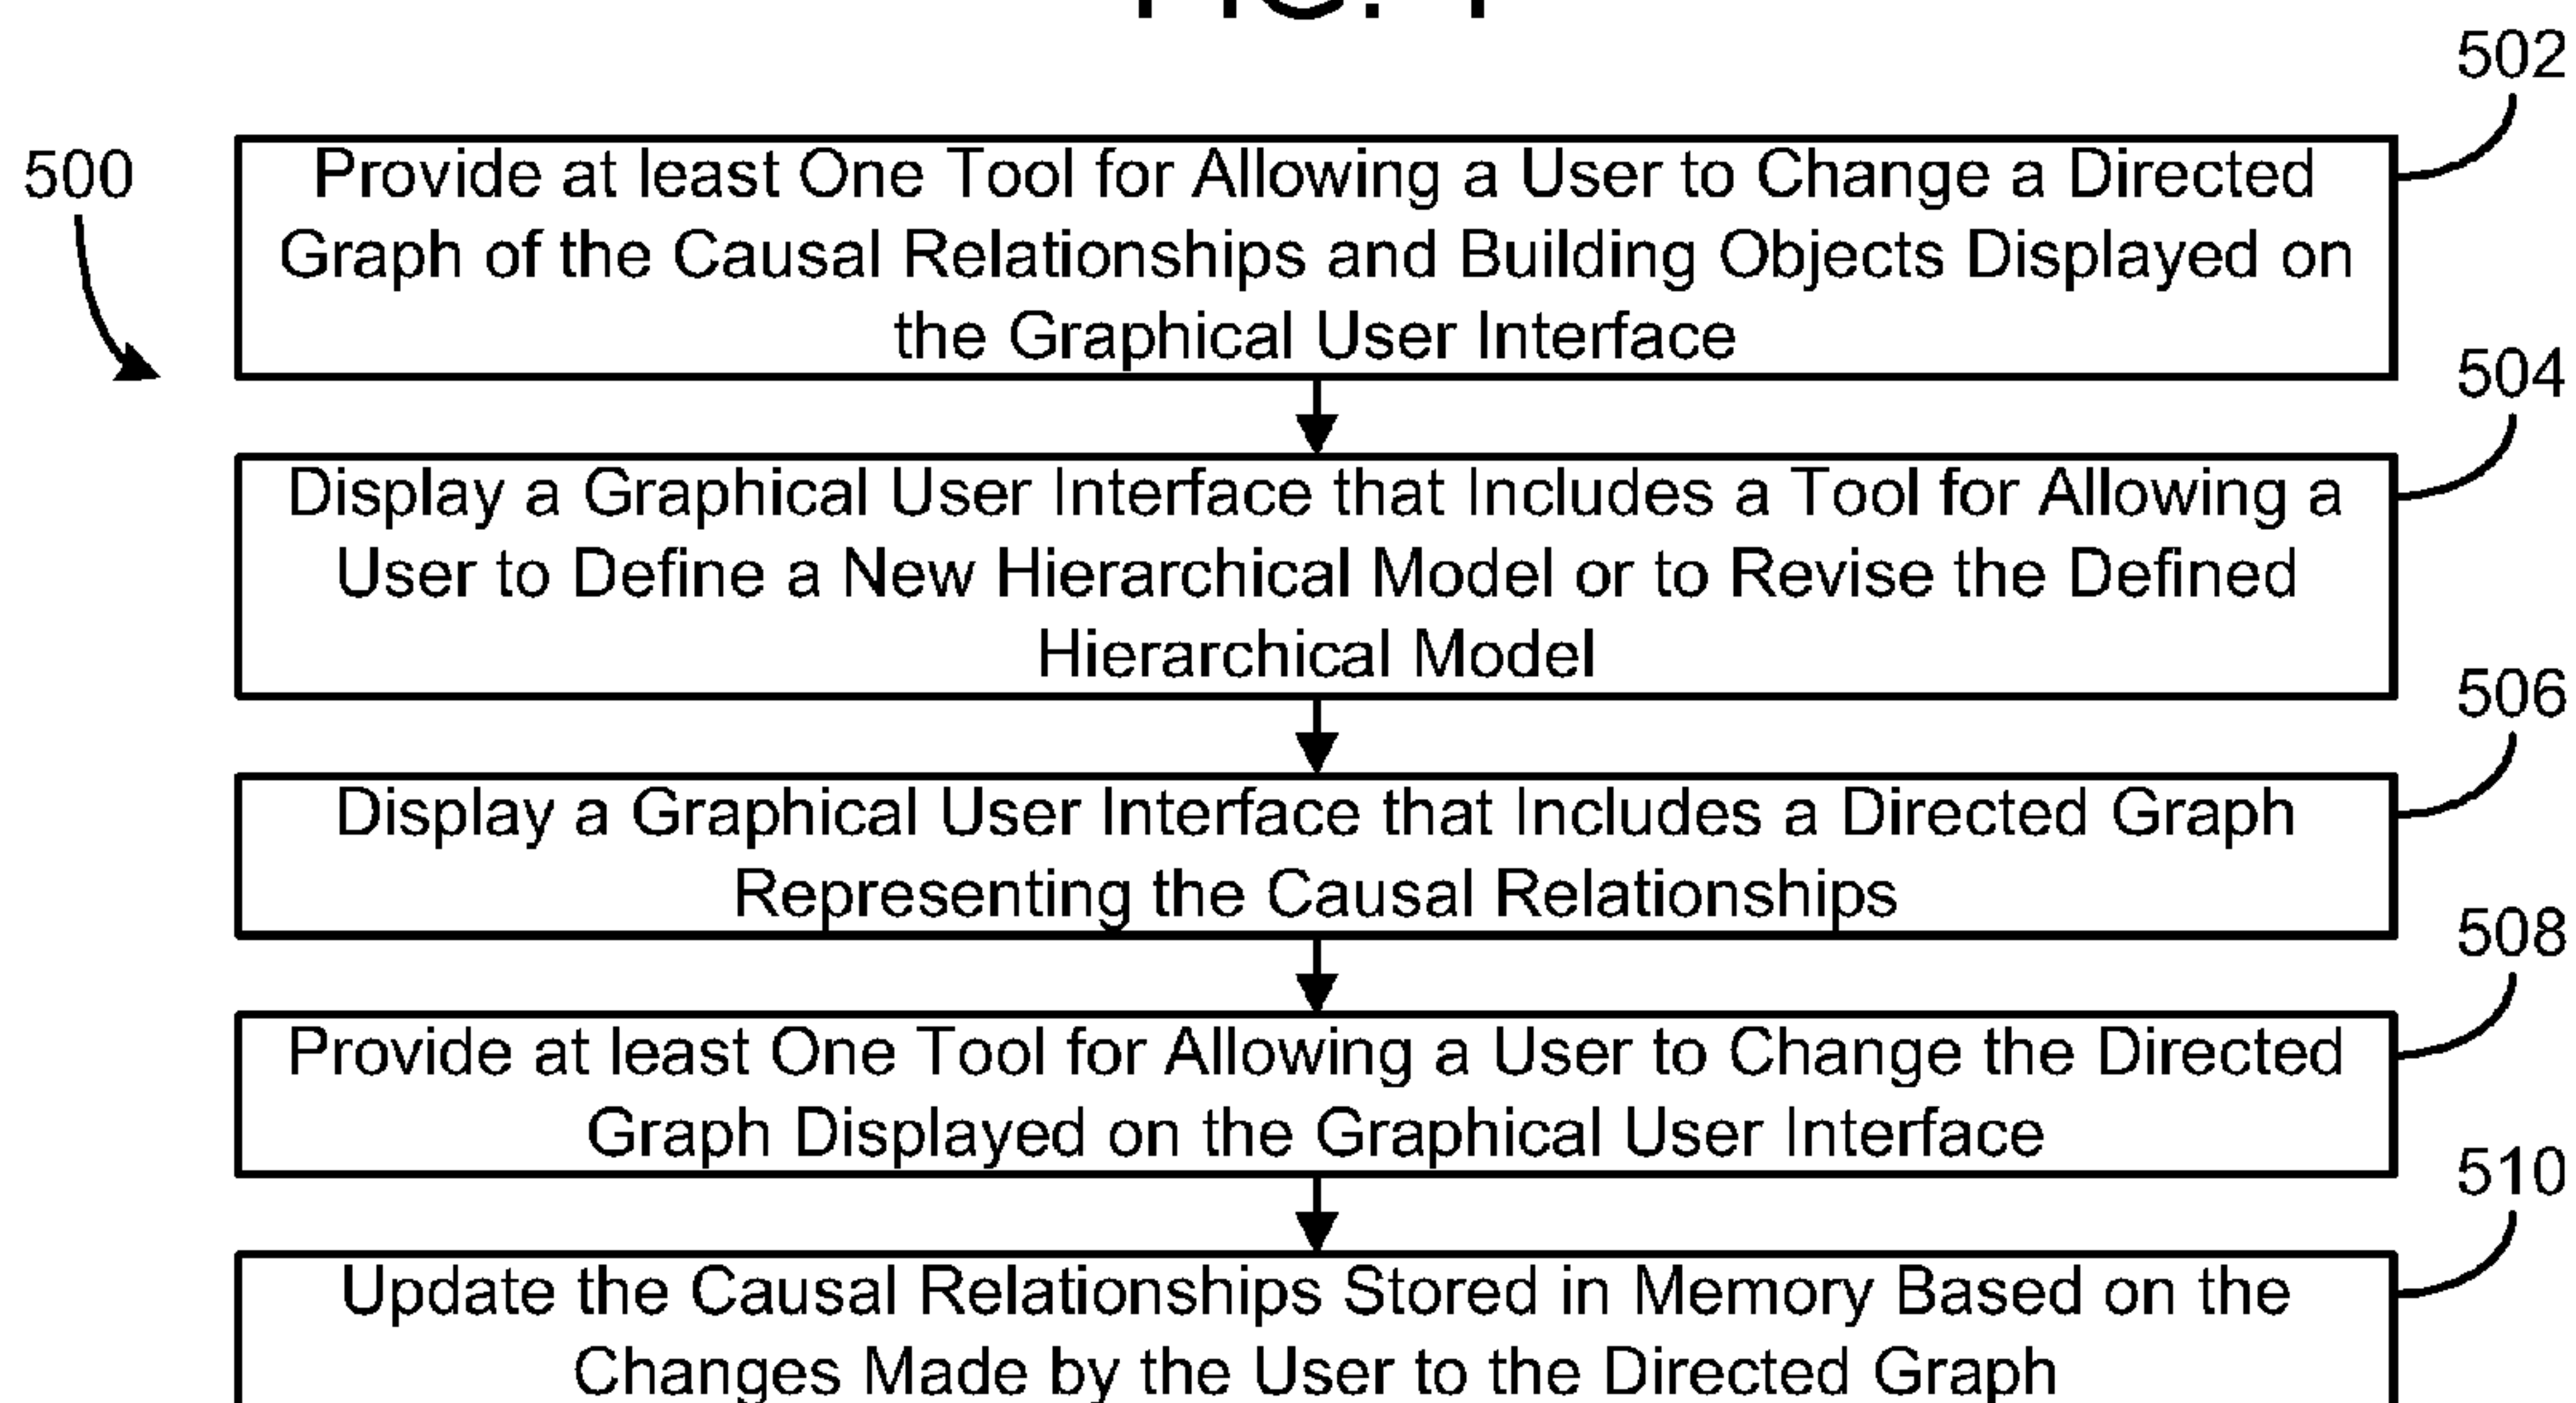 502
500
Provide at least One Tool for Allowing a User to Change a Directed
Graph of the Causal Relationships and Building Objects Displayed on
the Graphical User Interface
504
Display a Graphical User Interface that Includes a Tool for Allowing a
User to Define a New Hierarchical Model or to Revise the Defined
Hierarchical Model
506
Display a Graphical User Interface that Includes a Directed Graph
Representing the Causal Relationships
508
Provide at least One Tool for Allowing a User to Change the Directed
Graph Displayed on the Graphical User Interface
510
Update the Causal Relationships Stored in Memory Based on the
Changes Made by the User to the Directed Graph